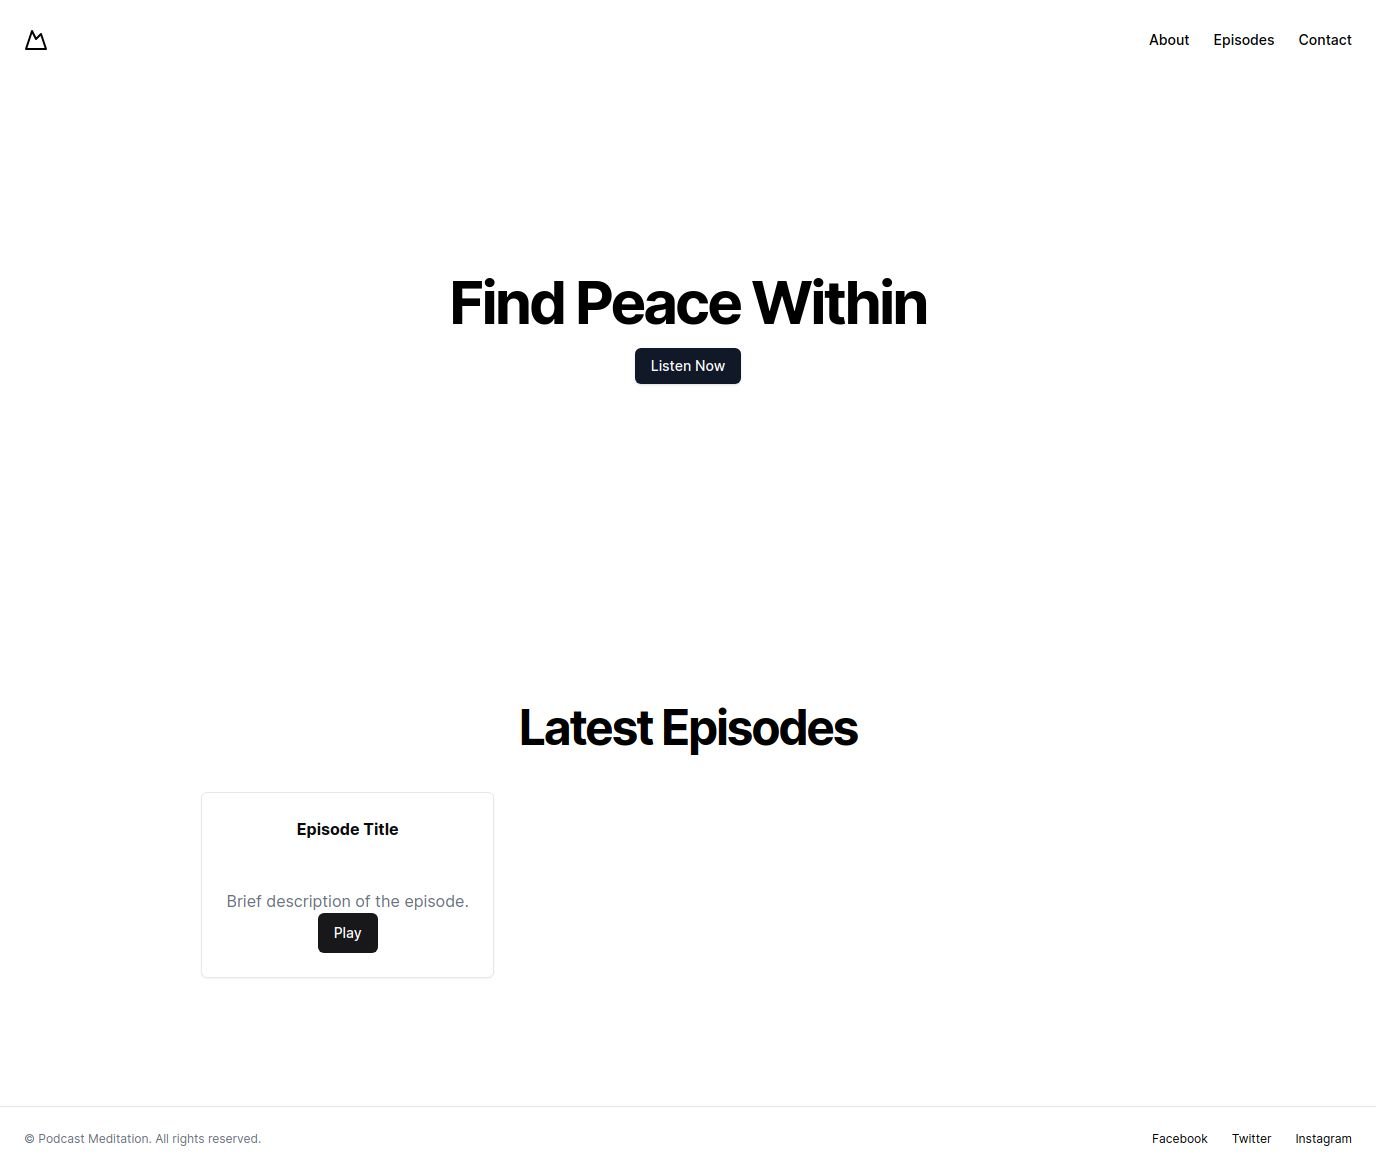 About Episodes Contact
Find Peace Within
Listen Now
Latest Episodes
Episode Title
Brief description of the episode.
Play
© Podcast Meditation. All rights reserved.
Facebook Twitter Instagram